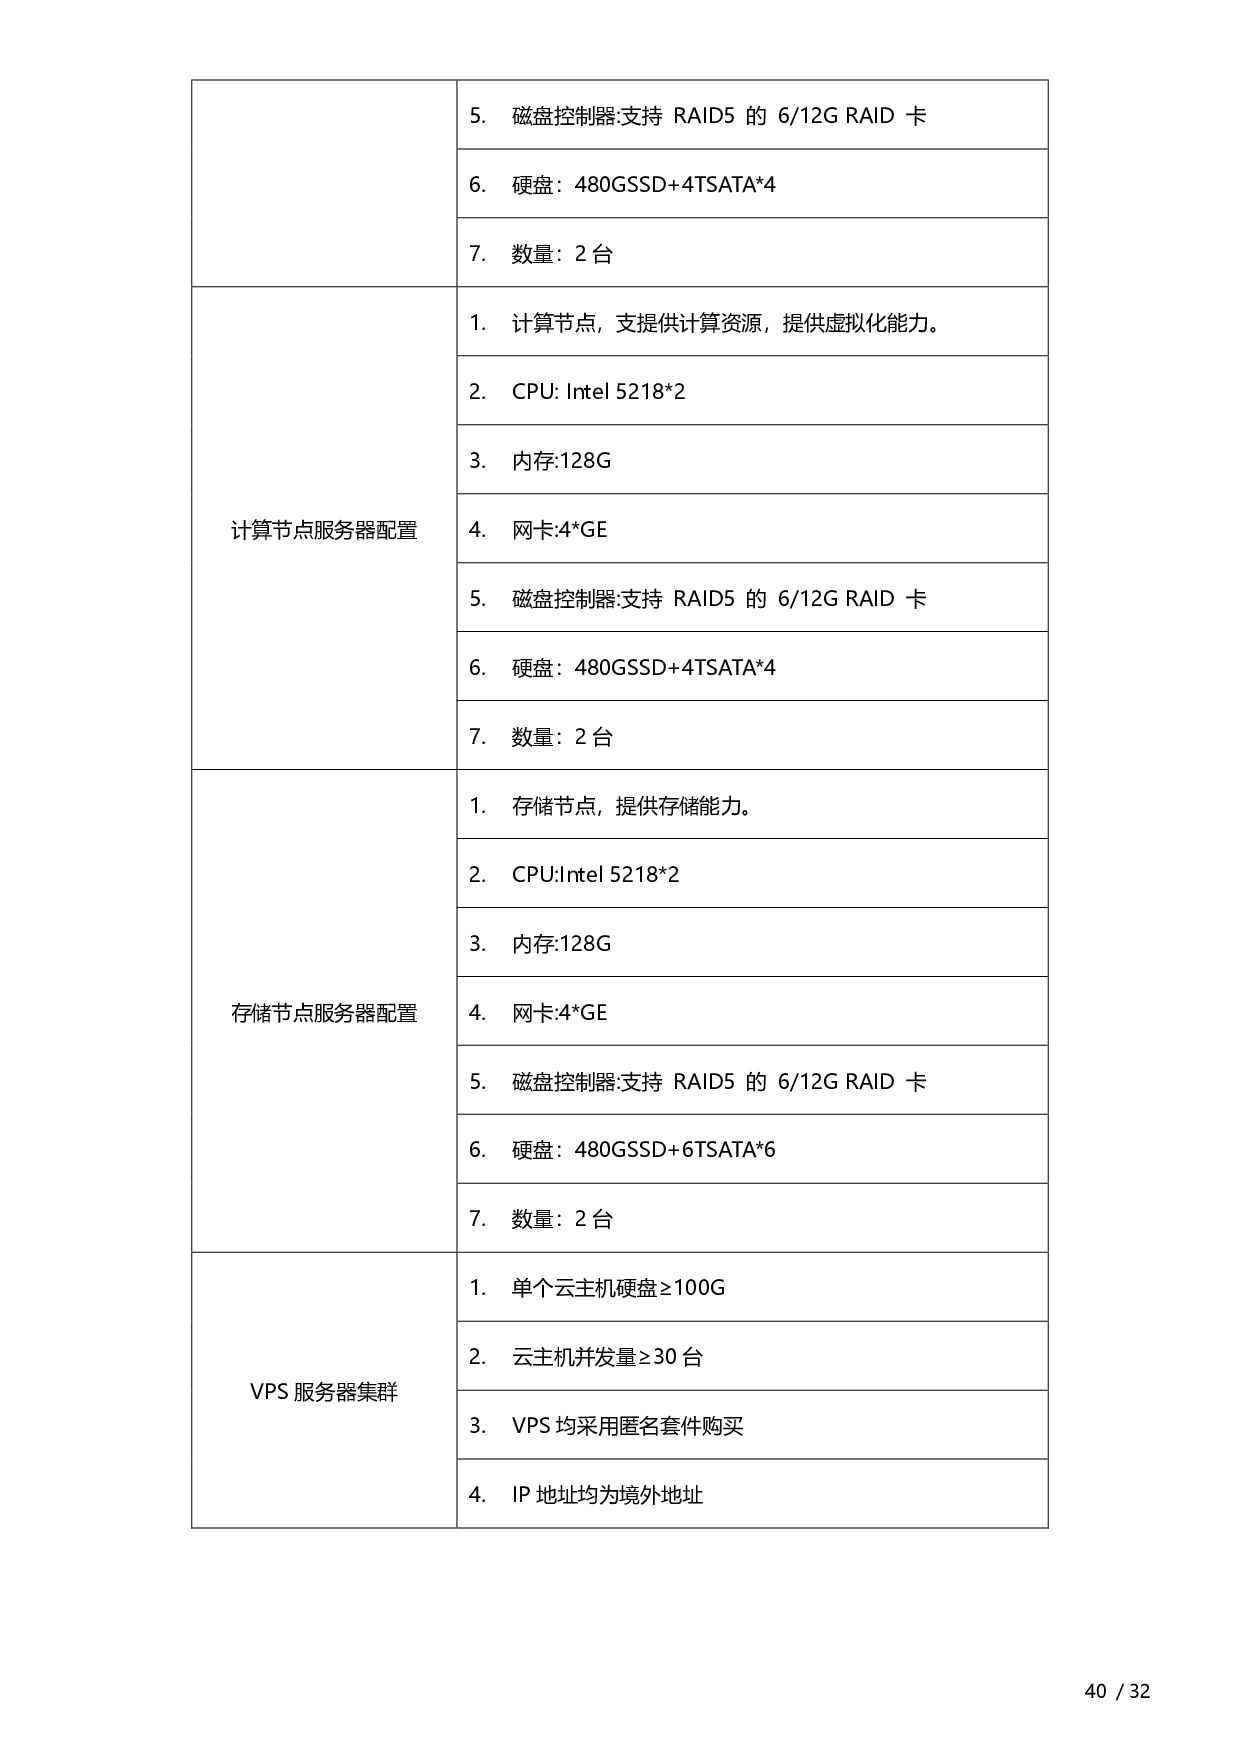 5. 磁盘控制器:支持 RAID5 的 6/12G RAID 卡
6. 硬盘：480GSSD+4TSATA*4
7. 数量：2 台
计算节点服务器配置
1. 计算节点，支提供计算资源，提供虚拟化能力。
2. CPU: Intel 5218*2
3. 内存:128G
4. 网卡:4*GE
5. 磁盘控制器:支持 RAID5 的 6/12G RAID 卡
6. 硬盘：480GSSD+4TSATA*4
7. 数量：2 台
存储节点服务器配置
1. 存储节点，提供存储能力。
2. CPU:Intel 5218*2
3. 内存:128G
4. 网卡:4*GE
5. 磁盘控制器:支持 RAID5 的 6/12G RAID 卡
6. 硬盘：480GSSD+6TSATA*6
7. 数量：2 台
VPS 服务器集群
1. 单个云主机硬盘≥100G
2. 云主机并发量≥30 台
3. VPS 均采用匿名套件购买
4. IP 地址均为境外地址
40 / 32